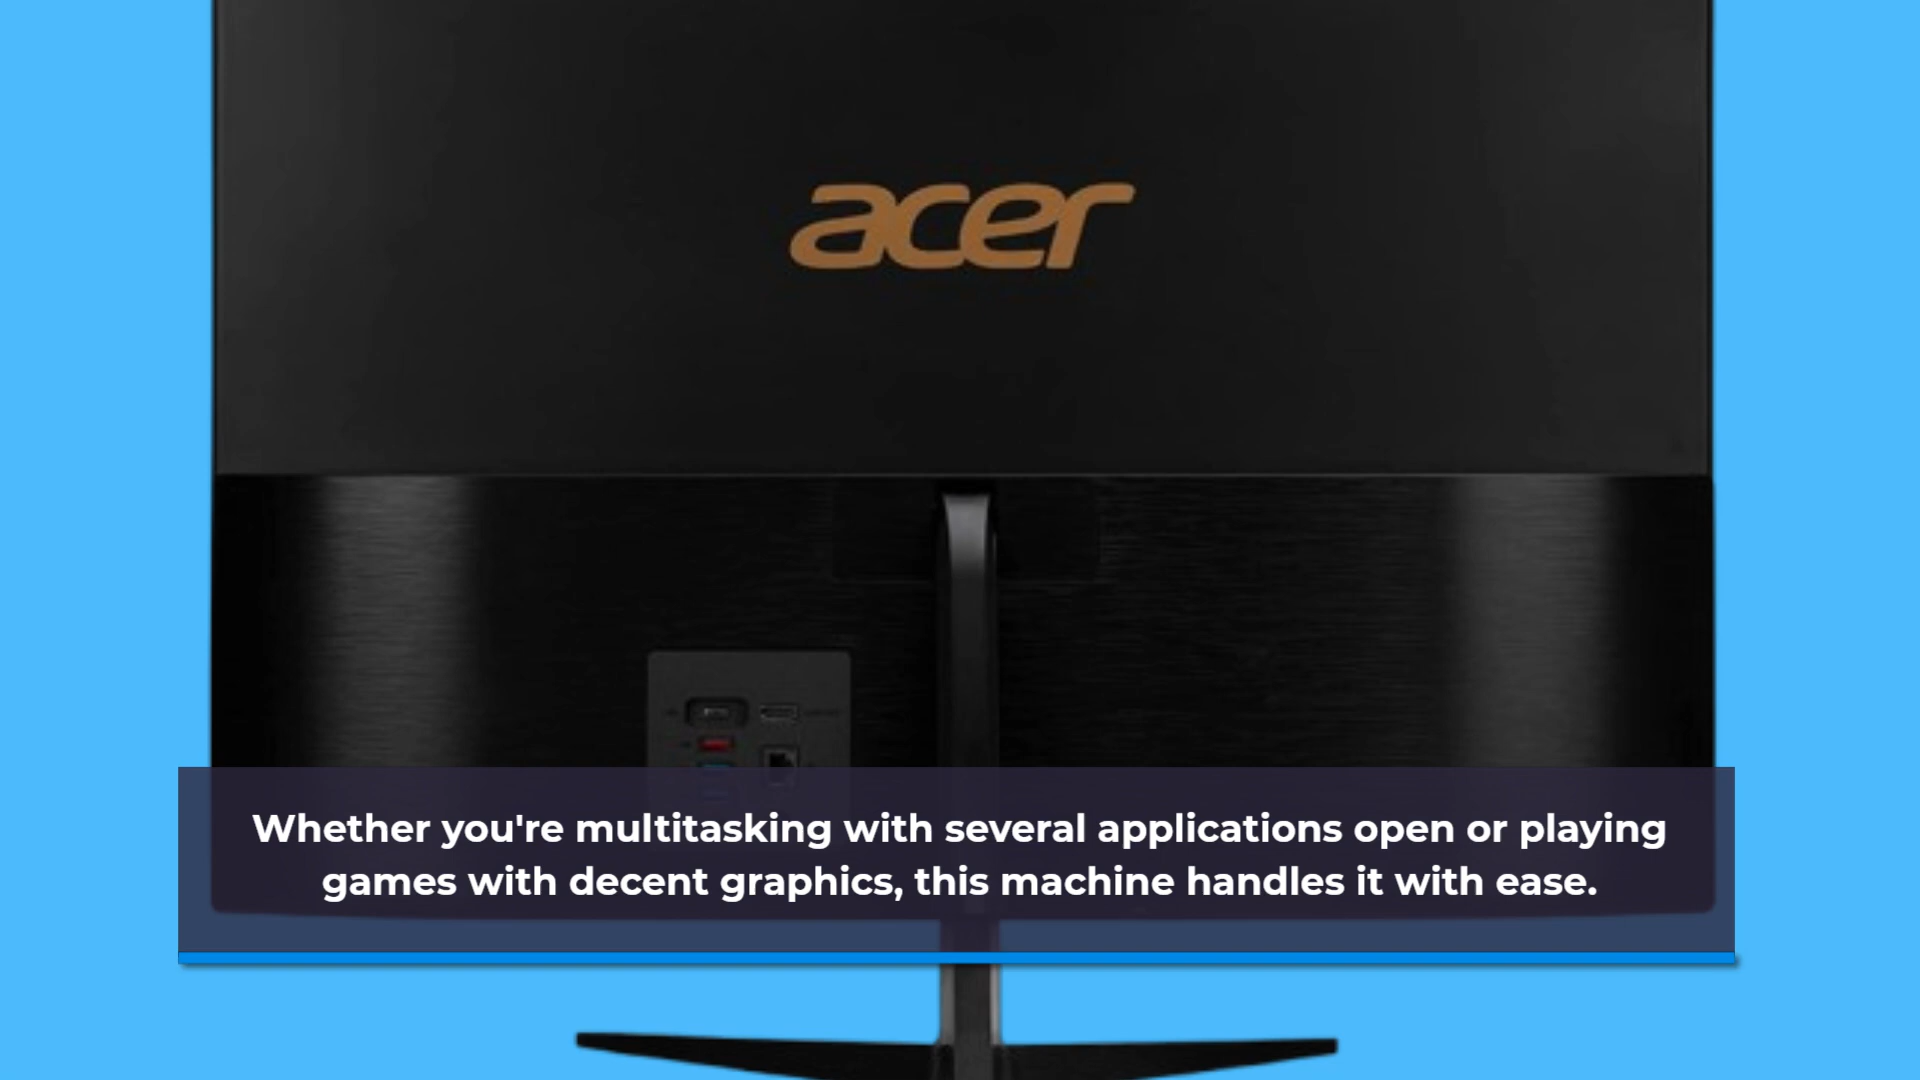 acer
Whether you're multitasking with several applications open or playing
games with decent graphics, this machine handles it with ease.